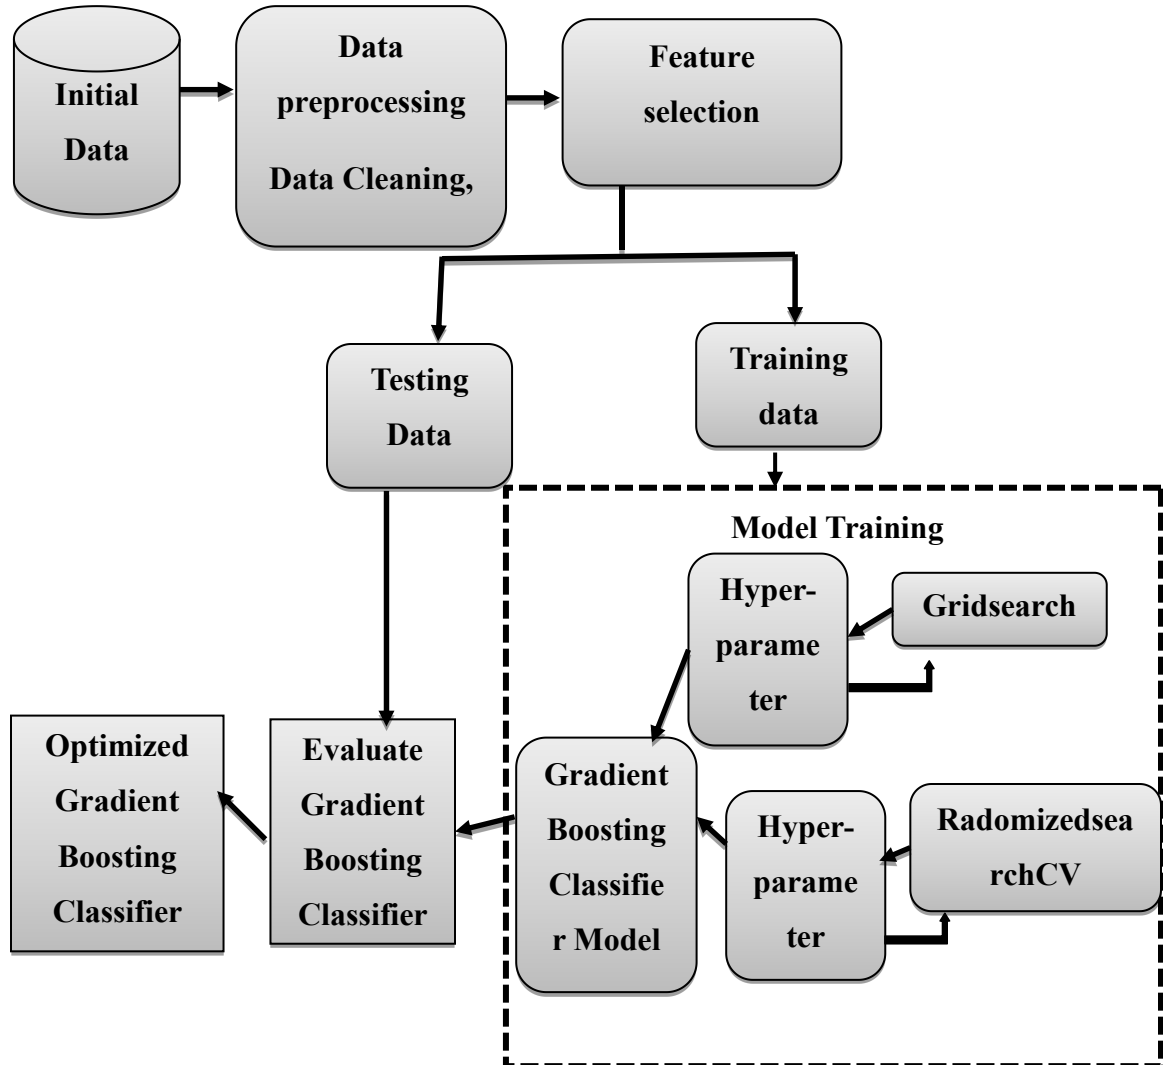 Initial
Data
Data
preprocessing
Data Cleaning,
Feature
selection
Testing
Data
Training
data
Model Training
Hyper-
parame
ter
Gridsearch
Optimized
Gradient
Boosting
Classifier
Evaluate
Gradient
Boosting
Classifier
Gradient
Boosting
Classifie
r Model
Hyper-
parame
ter
Radomizedsea
rchCV